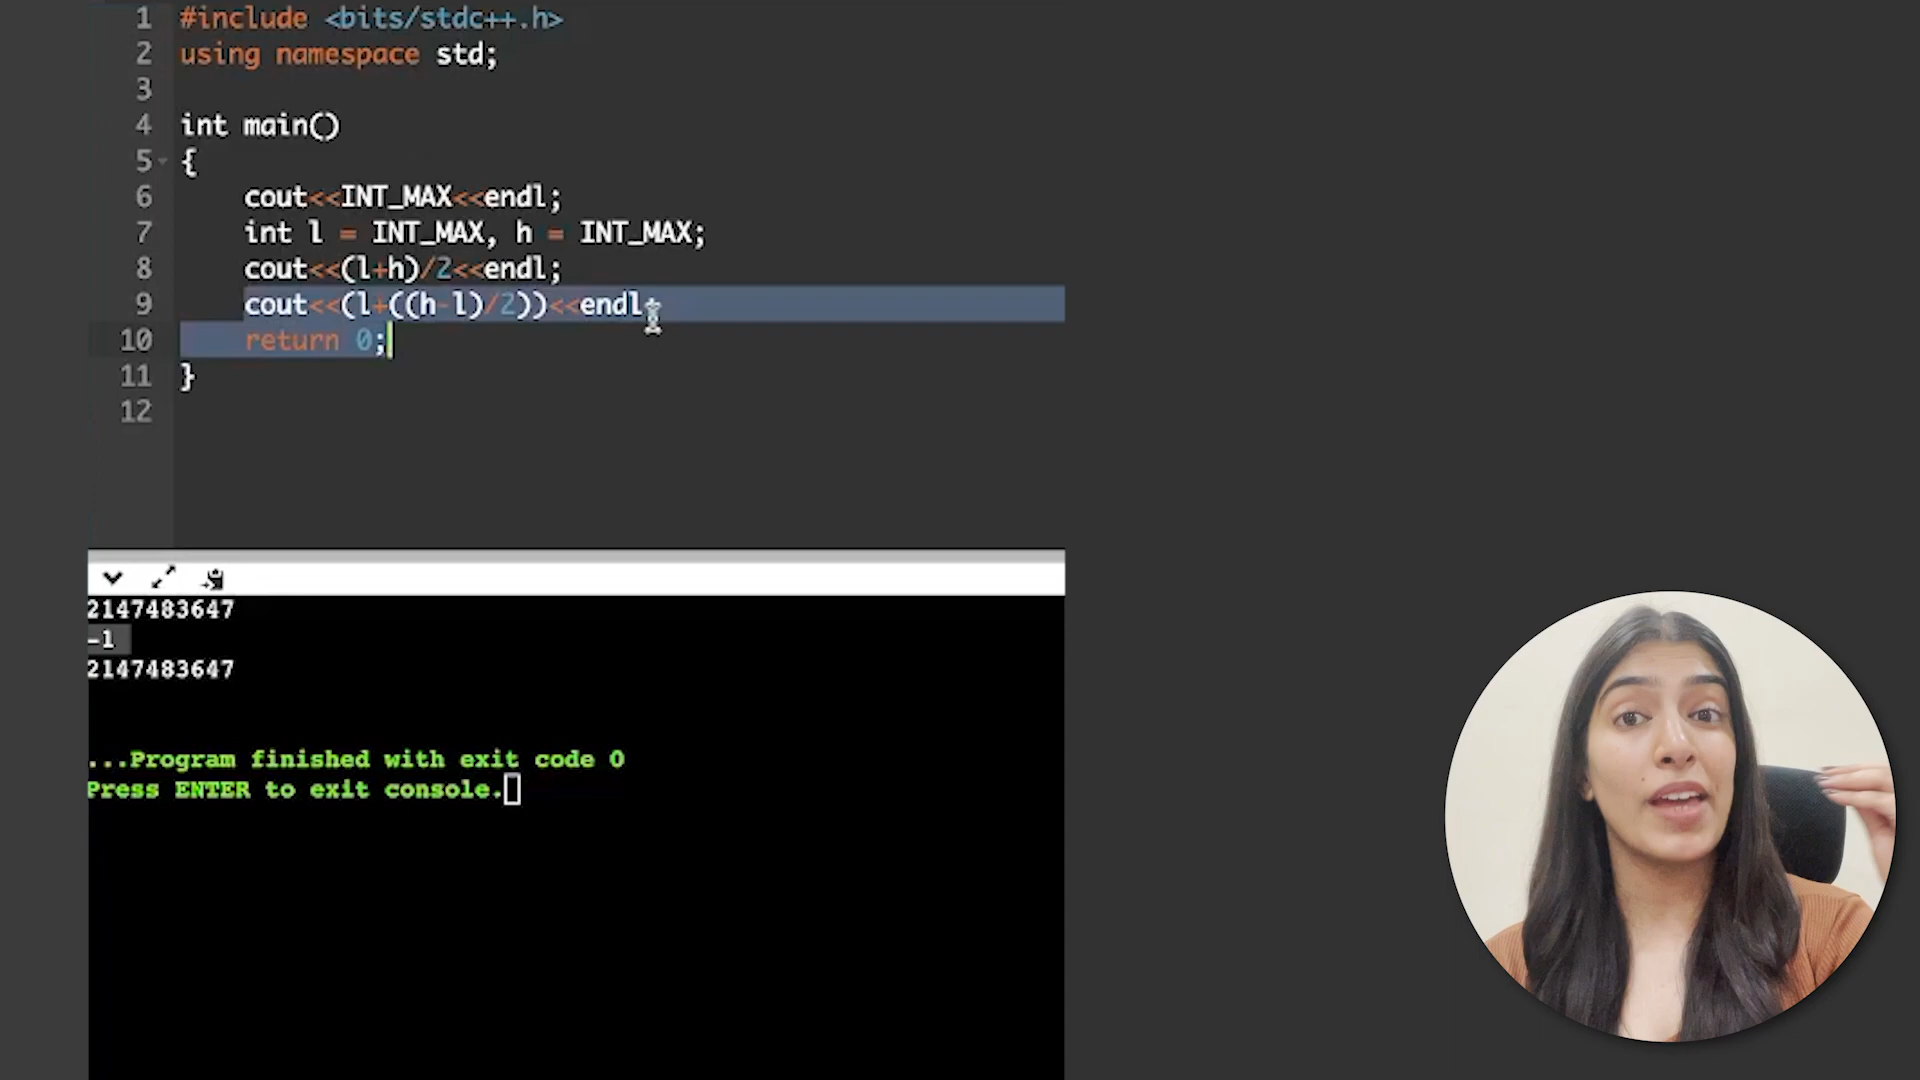 1 #include <bits/stdc++.h>
2 using namespace std;
3
4 int main()
5 {
6 cout<<INT_MAX<<endl;
7 int l = INT_MAX, h = INT_MAX;
8 cout<<(l+h)/2<<endl;
9 cout<<(l+((h-l)/2))<<endl;
10 return 0;
11 }
12
2147483647
-1
2147483647
...Program finished with exit code 0
Press ENTER to exit console.